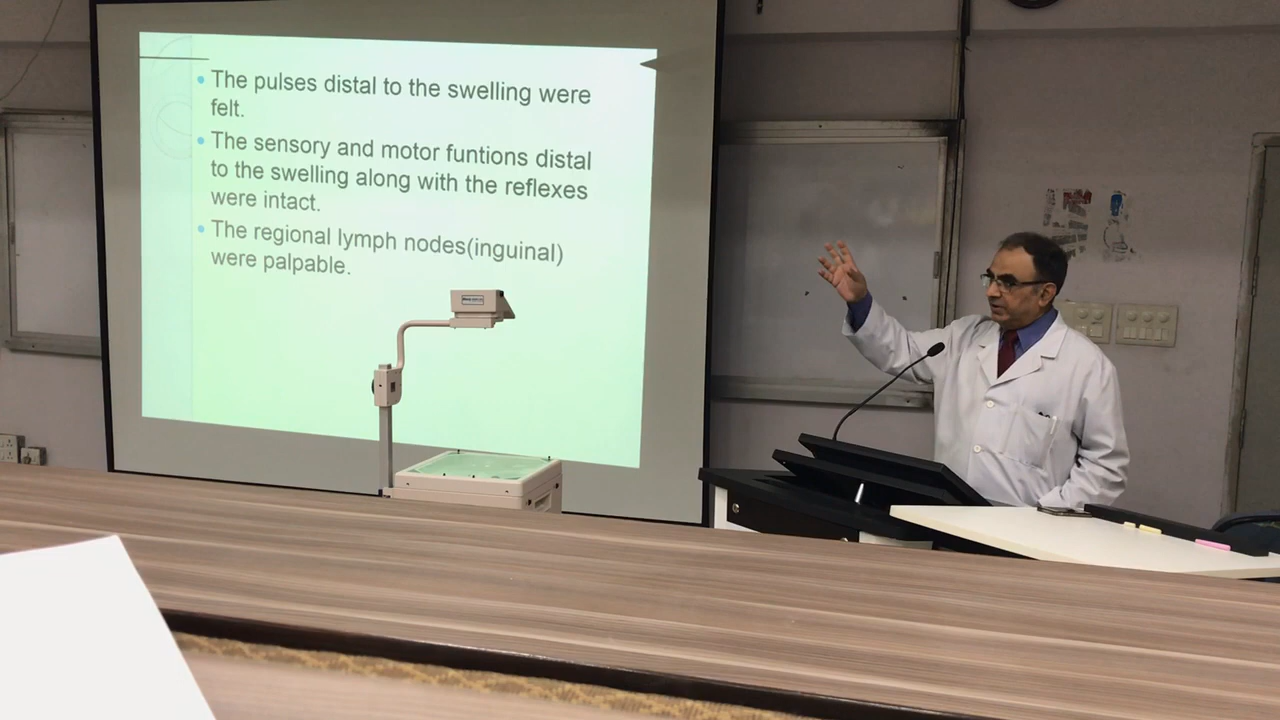 The pulses distal to the swelling were
felt.
The sensory and motor funtions distal
to the swelling along with the reflexes
were intact.
The regional lymph nodes(inguinal)
were palpable.